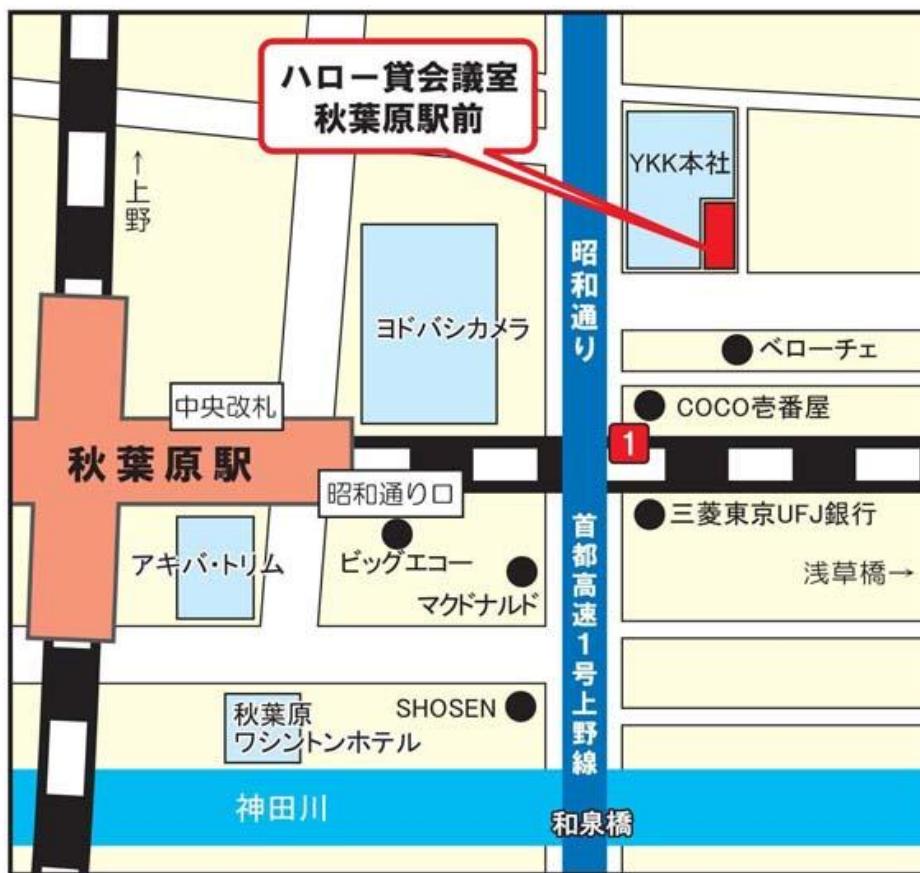 ハロー貸会議室
秋葉原駅前
YKK本社
↑上野
昭和通り
ヨドバシカメラ
ベローチェ
中央改札
COCO壱番屋
1
秋葉原駅
昭和通り口
三菱東京UFJ銀行
首都高速1号上野線
アキバ・トリム
ビッグエコー
浅草橋→
マクドナルド
SHOSEN
秋葉原
ワシントンホテル
神田川
和泉橋